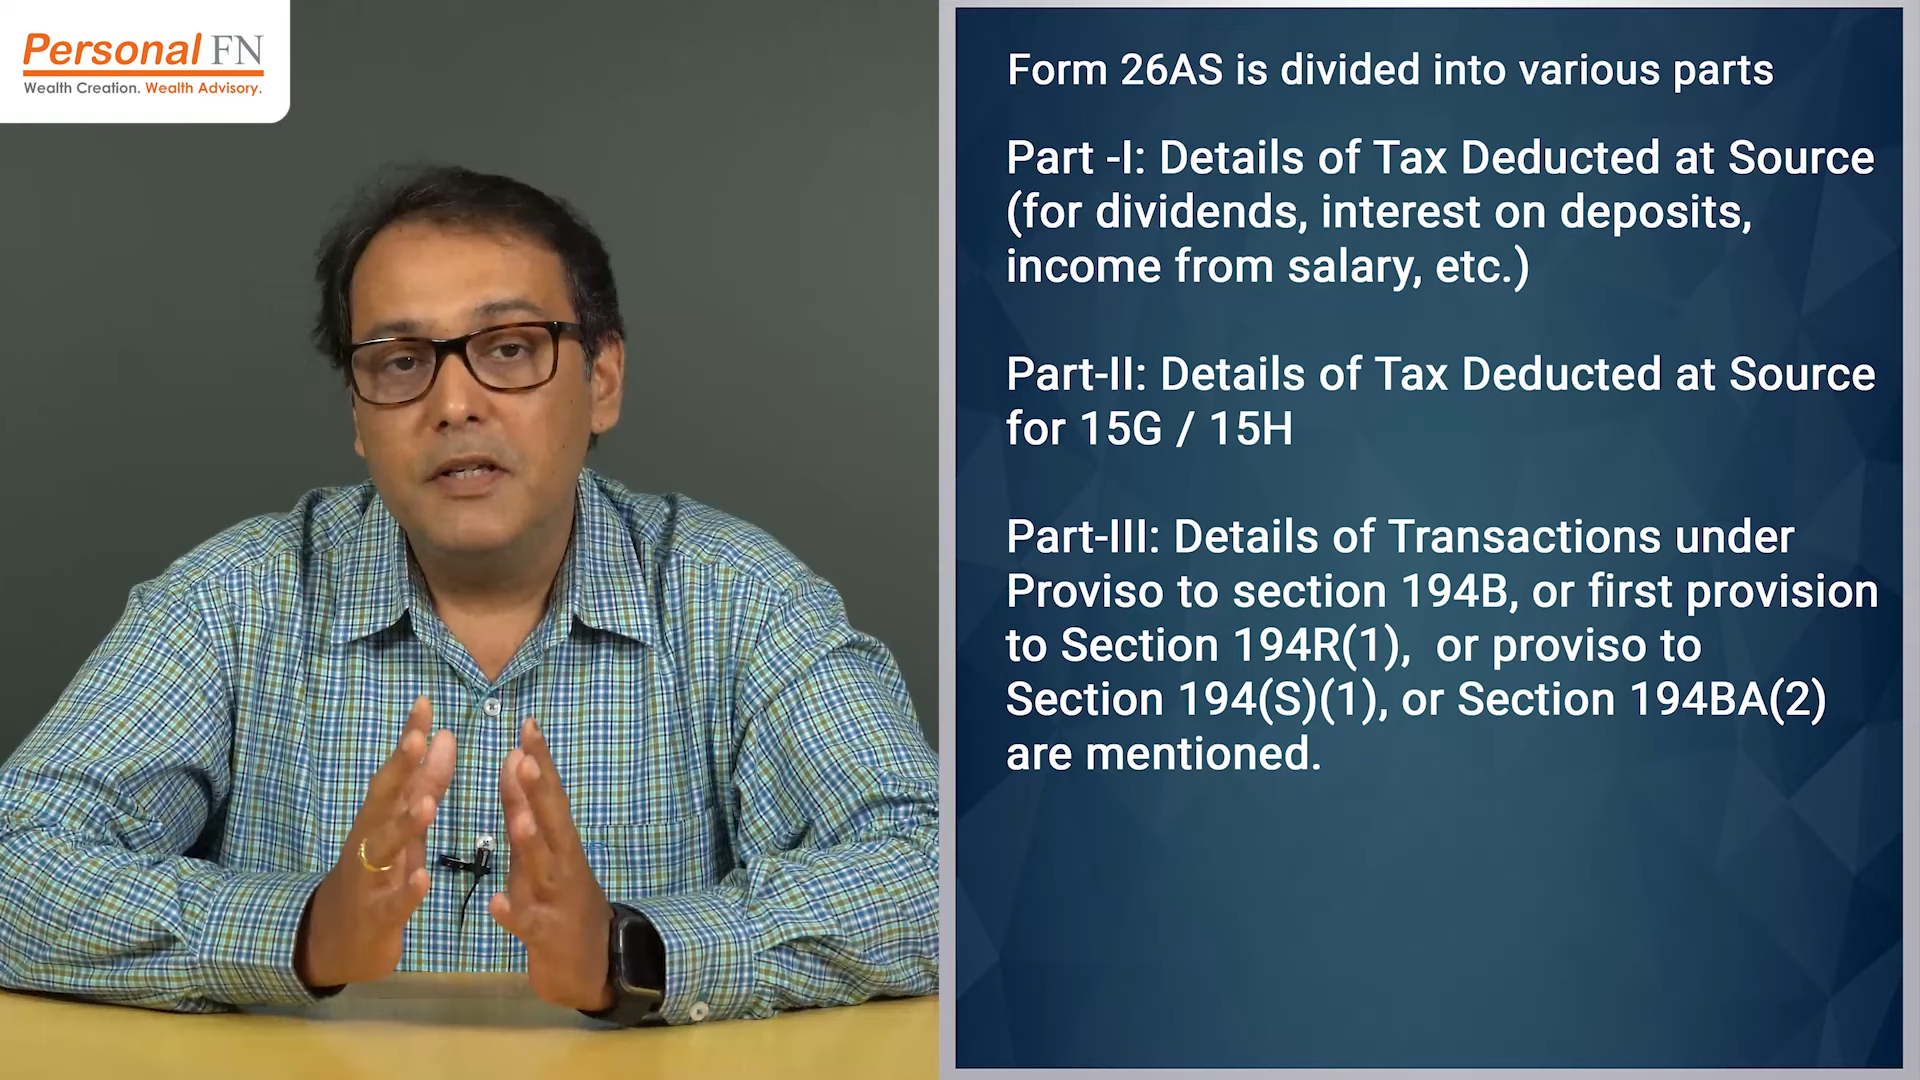 Personal FN
Wealth Creation. Wealth Advisory.
Form 26AS is divided into various parts
Part -I: Details of Tax Deducted at Source
(for dividends, interest on deposits,
income from salary, etc.)
Part-II: Details of Tax Deducted at Source
for 15G / 15H
Part-III: Details of Transactions under
Proviso to section 194B, or first provision
to Section 194R(1), or proviso to
Section 194(S)(1), or Section 194BA(2)
are mentioned.